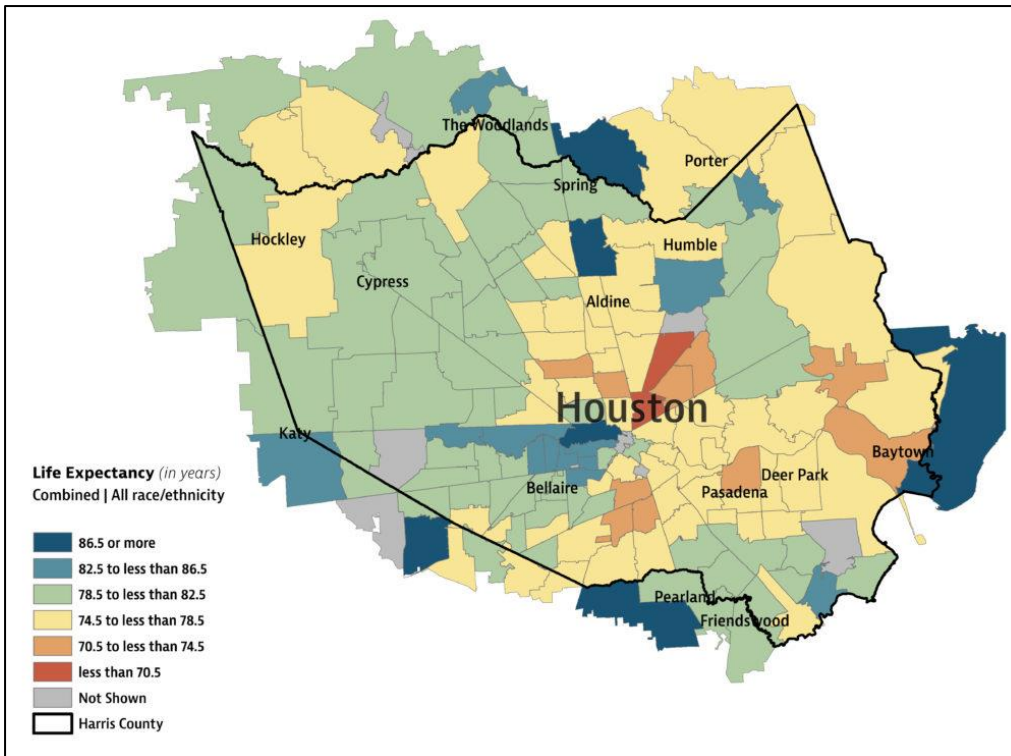 The Woodlands
Porter
Spring
Hockley
Humble
Cypress
Aldine
Houston
Katy
Baytown
Bellaire
Deer Park
Pasadena
Pearland
Friendswood
Life Expectancy (in years)
Combined | All race/ethnicity
86.5 or more
82.5 to less than 86.5
78.5 to less than 82.5
74.5 to less than 78.5
70.5 to less than 74.5
less than 70.5
Not Shown
Harris County